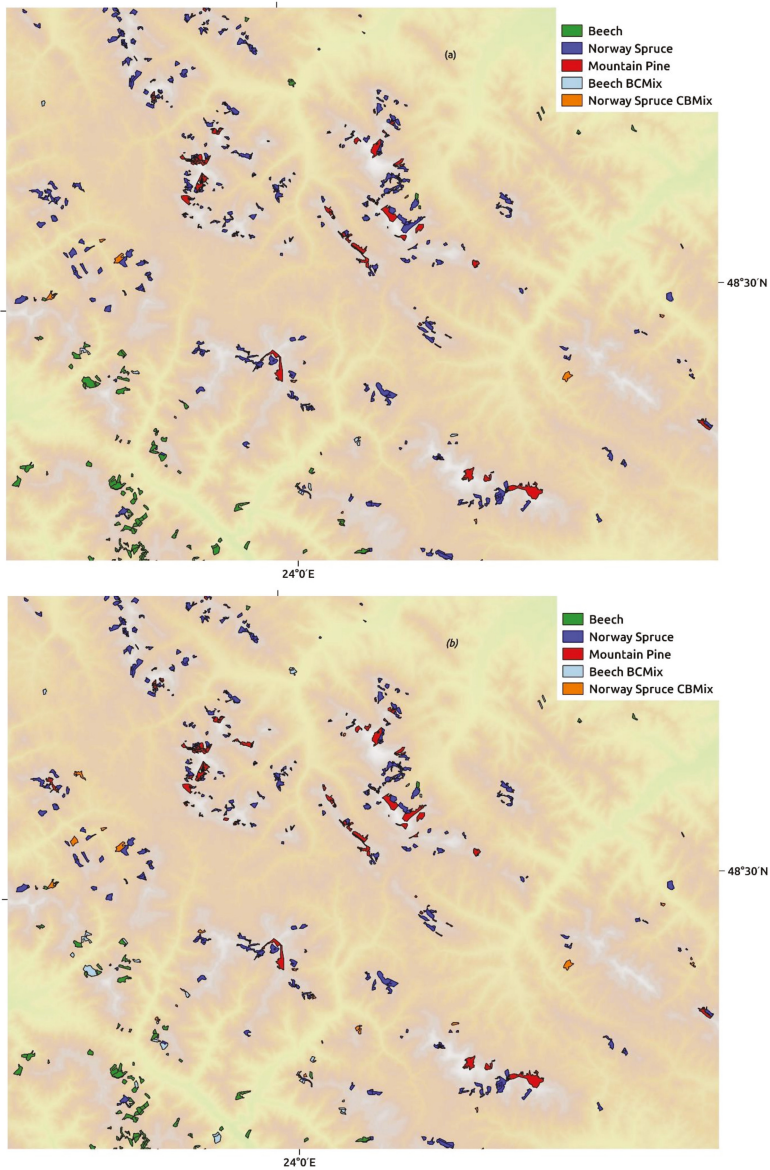 (a)
Beech
Norway Spruce
Mountain Pine
Beech BCMix
Norway Spruce CBMix
48°30′N
24°0′E
(b)
Beech
Norway Spruce
Mountain Pine
Beech BCMix
Norway Spruce CBMix
48°30′N
24°0′E